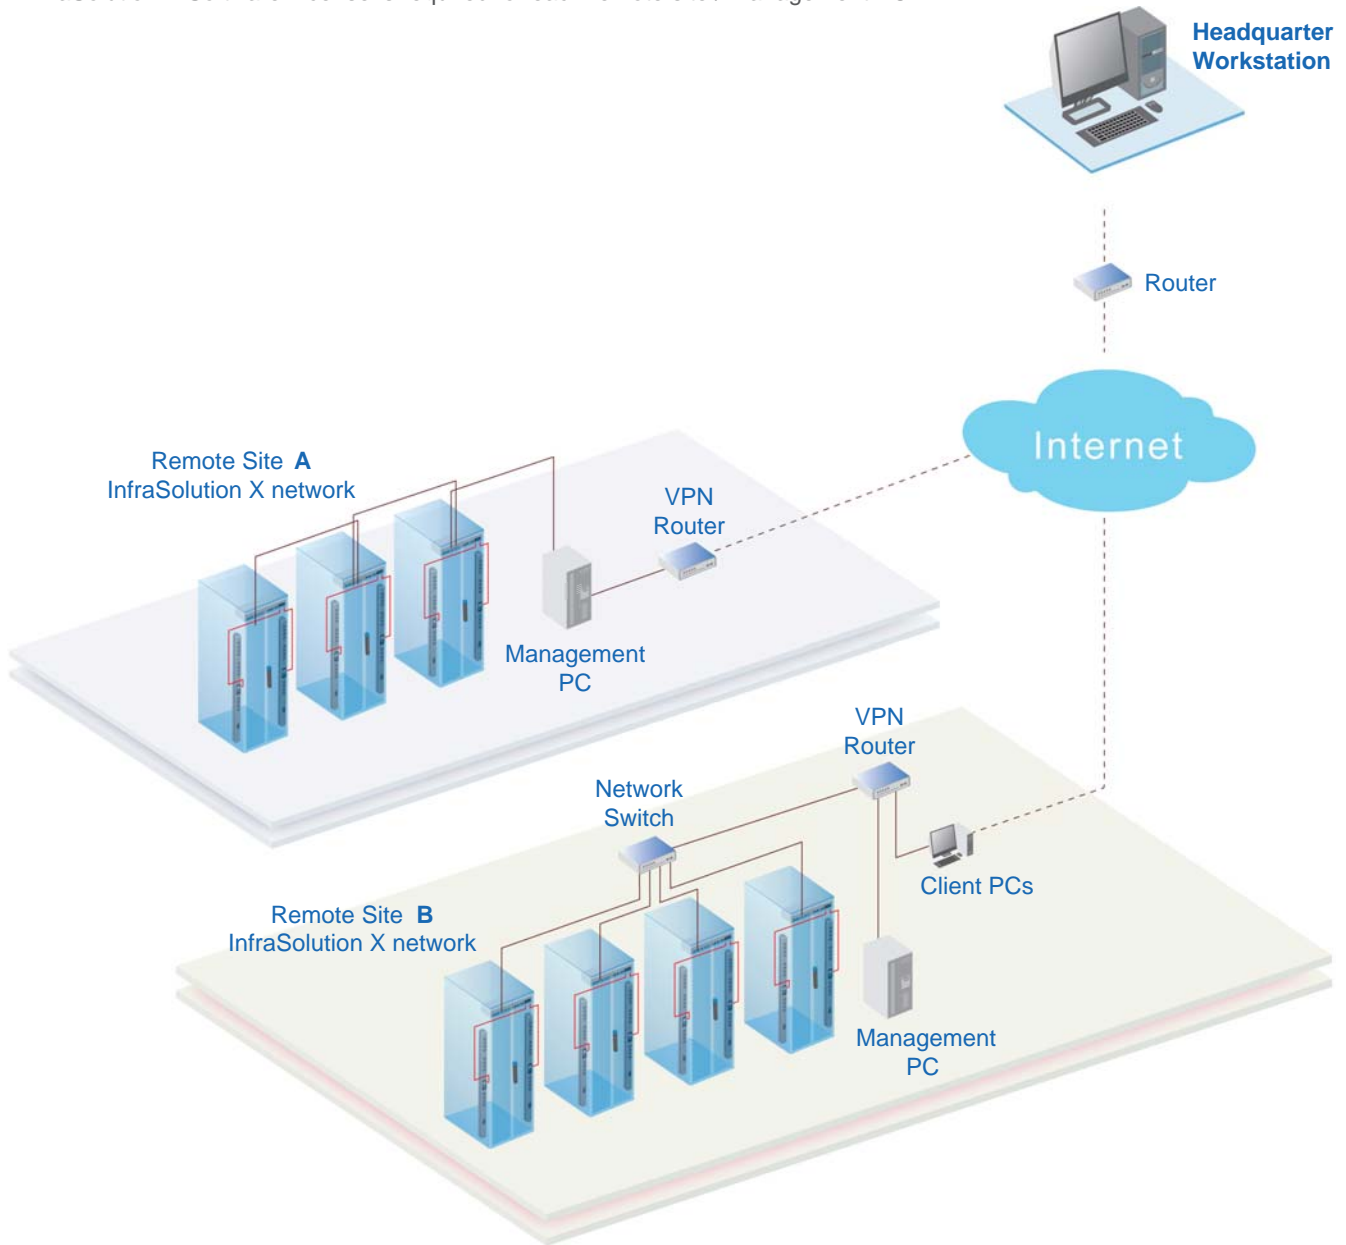 Headquarter
Workstation
Router
Internet
Remote Site A
InfraSolution X network
VPN
Router
Management
PC
VPN
Router
Network
Switch
Client PCs
Remote Site B
InfraSolution X network
Management
PC